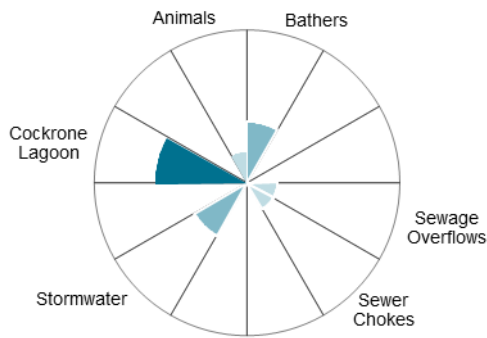 Animals
Bathers
Cockrone
Lagoon
Sewage
Overflows
Stormwater
Sewer
Chokes